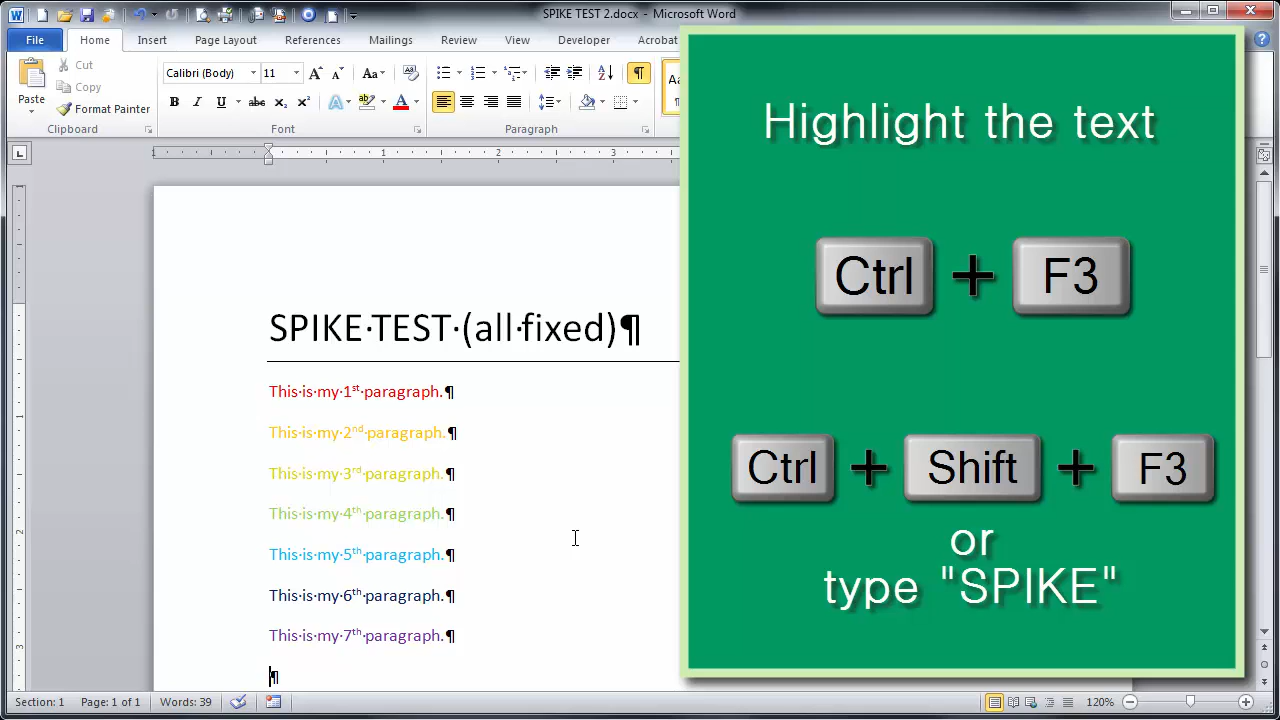 SPIKE TEST 2.docx - Microsoft Word
File Home Insert Page Layout References Mailings Review View Developer Acrobat
Paste
Cut
Copy
Format Painter
Clipboard
Calibri (Body) 11
Font
Paragraph
SPIKE·TEST·(all·fixed)¶
This·is·my·1st·paragraph.¶
This·is·my·2nd·paragraph.¶
This·is·my·3rd·paragraph.¶
This·is·my·4th·paragraph.¶
This·is·my·5th·paragraph.¶
This·is·my·6th·paragraph.¶
This·is·my·7th·paragraph.¶
¶
Highlight the text
Ctrl + F3
Ctrl + Shift + F3
or
type "SPIKE"
Section: 1 Page: 1 of 1 Words: 39 120%